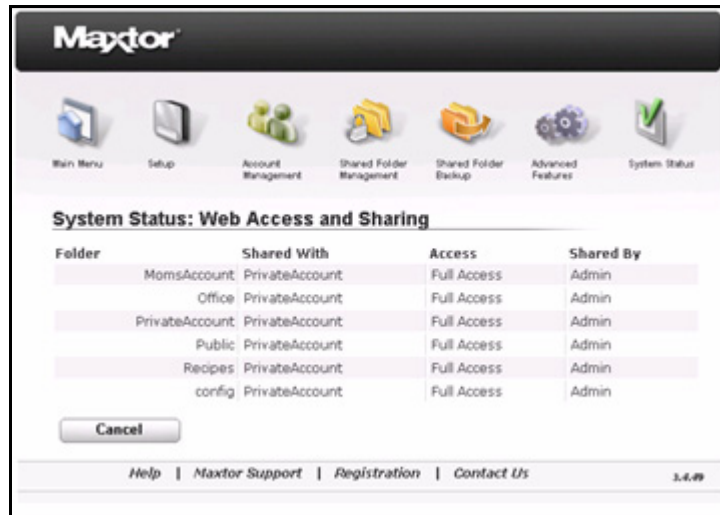 Maxtor
Main Menu
Setup
Account Management
Shared Folder Management
Shared Folder Backup
Advanced Features
System Status
System Status: Web Access and Sharing
Folder Shared With Access Shared By
MomsAccount PrivateAccount Full Access Admin
Office PrivateAccount Full Access Admin
PrivateAccount PrivateAccount Full Access Admin
Public PrivateAccount Full Access Admin
Recipes PrivateAccount Full Access Admin
config PrivateAccount Full Access Admin
Cancel
Help | Maxtor Support | Registration | Contact Us